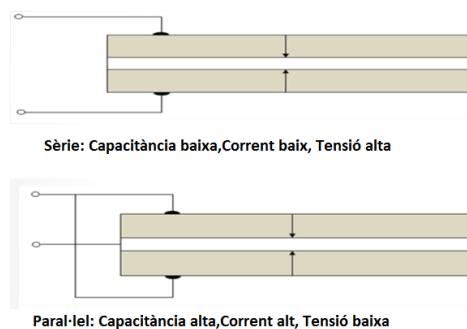 Sèrie: Capacitància baixa,Corrent baix, Tensió alta
Paral·lel: Capacitància alta,Corrent alt, Tensió baixa